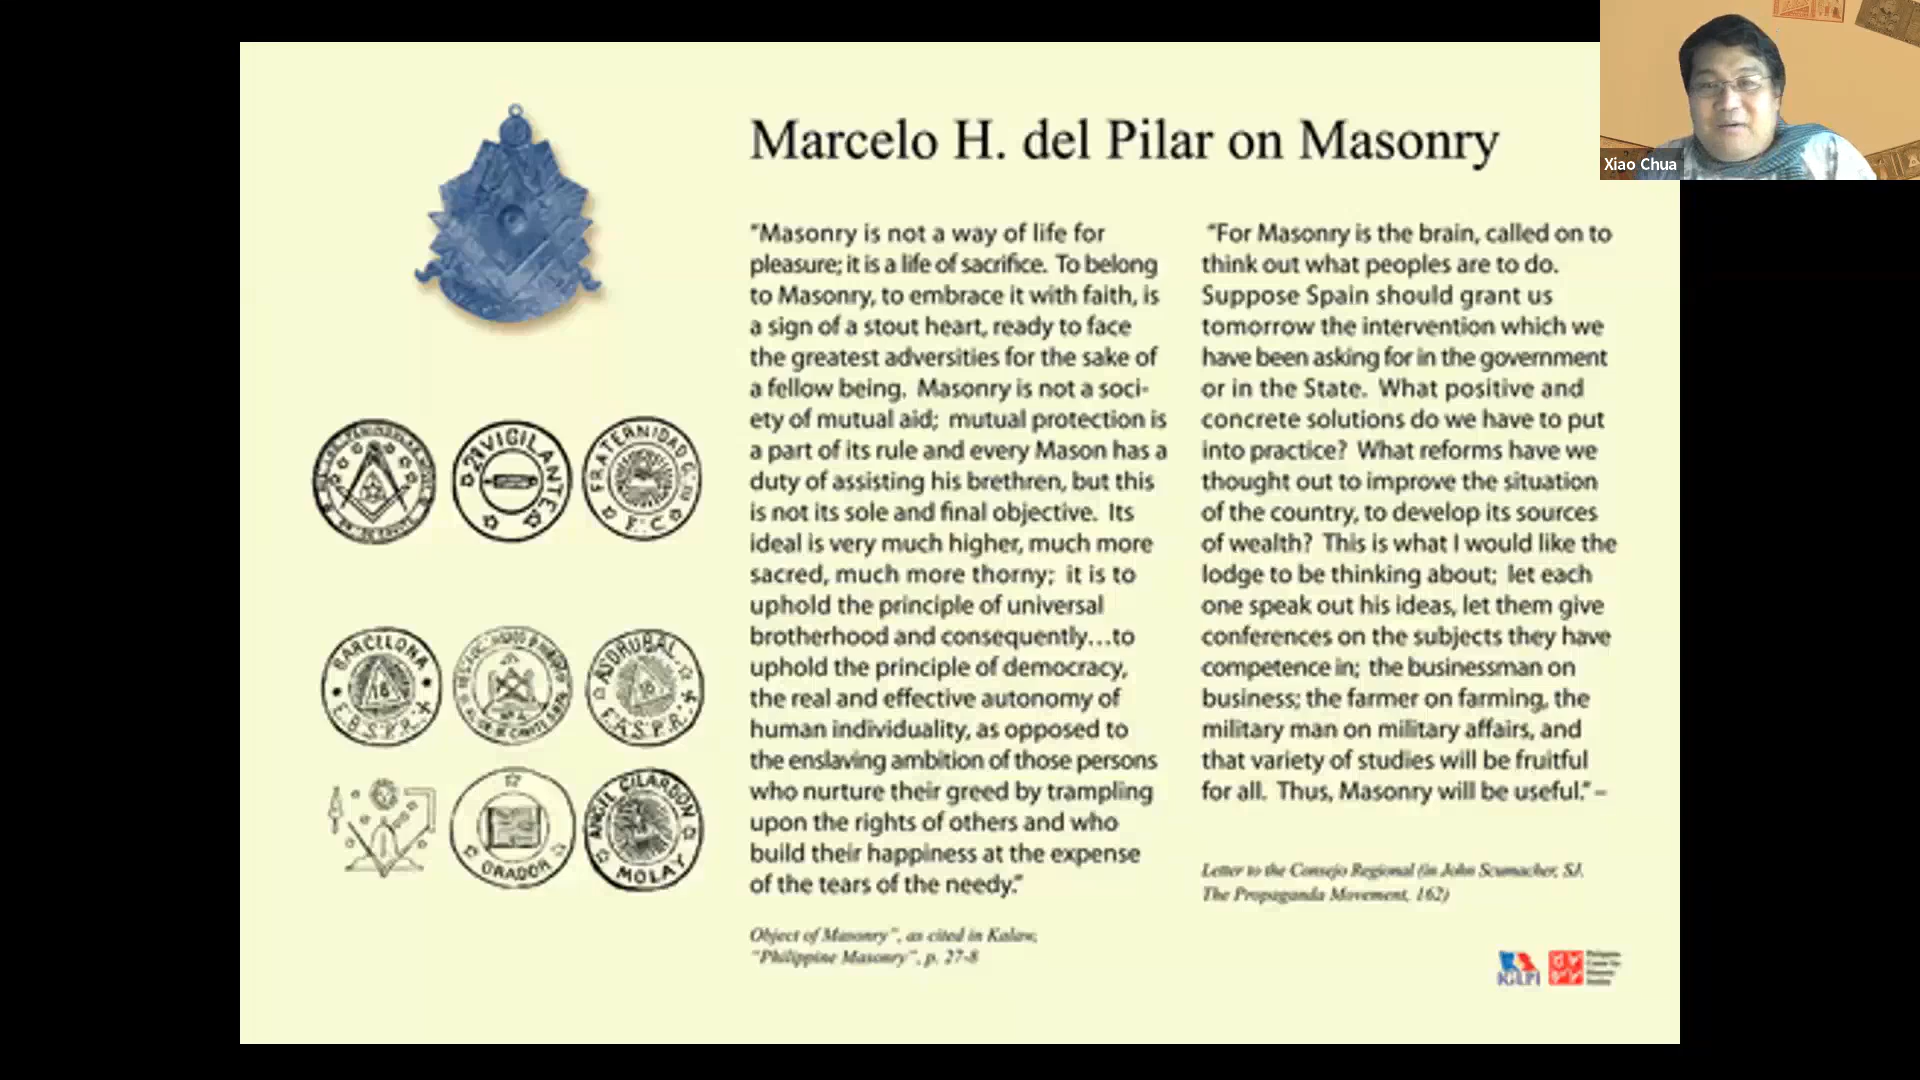 Marcelo H. del Pilar on Masonry
Xiao Chua
“Masonry is not a way of life for
pleasure; it is a life of sacrifice. To belong
to Masonry, to embrace it with faith, is
a sign of a stout heart, ready to face
the greatest adversities for the sake of
a fellow being. Masonry is not a soci-
ety of mutual aid; mutual protection is
a part of its rule and every Mason has a
duty of assisting his brethren, but this
is not its sole and final objective. Its
ideal is very much higher, much more
sacred, much more thorny; it is to
uphold the principle of universal
brotherhood and consequently…to
uphold the principle of democracy,
the real and effective autonomy of
human individuality, as opposed to
the enslaving ambition of those persons
who nurture their greed by trampling
upon the rights of others and who
build their happiness at the expense
of the tears of the needy.”
Object of Masonry”, as cited in Kalaw,
“Philippine Masonry”, p. 27-8
“For Masonry is the brain, called on to
think out what peoples are to do.
Suppose Spain should grant us
tomorrow the intervention which we
have been asking for in the government
or in the State. What positive and
concrete solutions do we have to put
into practice? What reforms have we
thought out to improve the situation
of the country, to develop its sources
of wealth? This is what I would like the
lodge to be thinking about; let each
one speak out his ideas, let them give
conferences on the subjects they have
competence in; the businessman on
business; the farmer on farming, the
military man on military affairs, and
that variety of studies will be fruitful
for all. Thus, Masonry will be useful.” –
Letter to the Consejo Regional (in John Scumacher, SJ.
The Propaganda Movement, 162)
VIGILANTE
FRATERNIDAD
F. C
BARCELONA
18
E.B.S.P.R.
ASDRUBAL
10
F.A.S.P.R.
ORADOR
ANGIL CILARDON
MOLAY